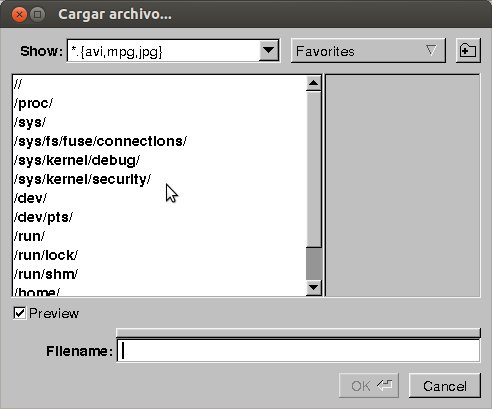 Cargar archivo...
Show: *.{avi,mpg,jpg} Favorites
//
/proc/
/sys/
/sys/fs/fuse/connections/
/sys/kernel/debug/
/sys/kernel/security/
/dev/
/dev/pts/
/run/
/run/lock/
/run/shm/
/home/
Preview
Filename:
OK Cancel